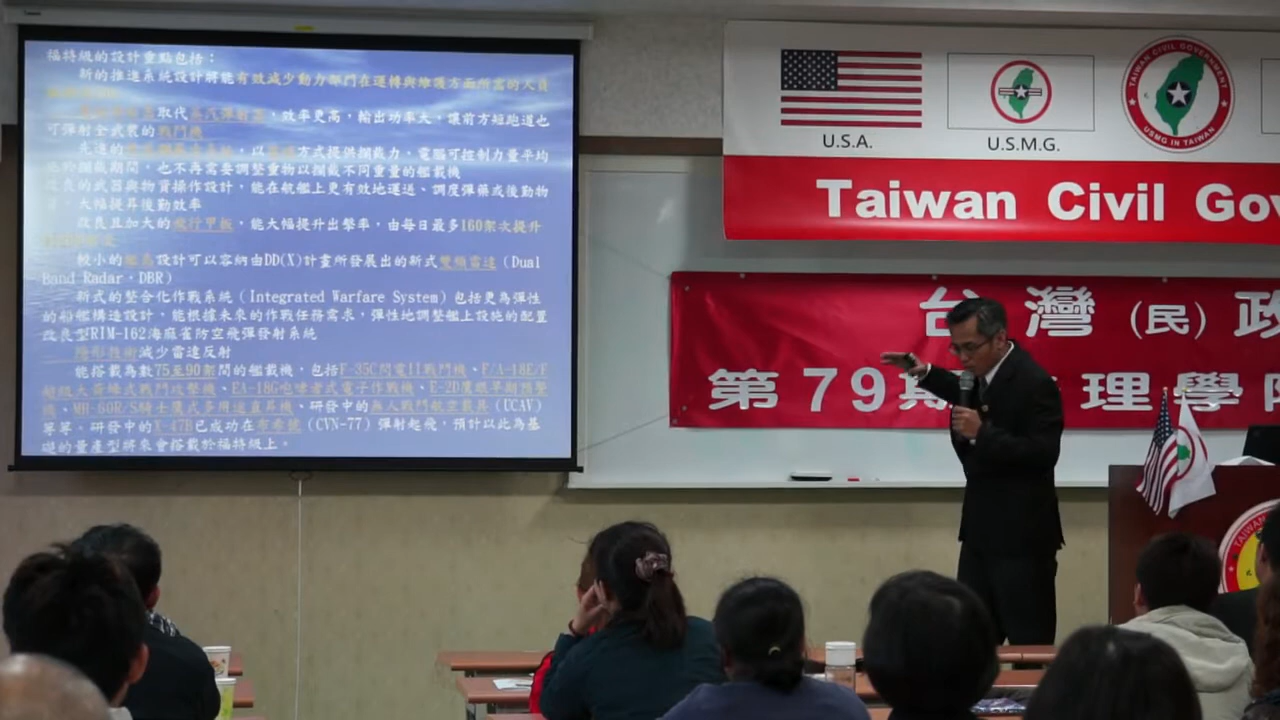 福特級的設計重點包括：
新的推進系統設計將能有效減少動力部門在運轉與維護方面所需的人員
取代蒸汽彈射器，效率更高，輸出功率大，讓前方短跑道也
可彈射全武裝的戰鬥機
先進的
，以
方式提供攔截力，電腦可控制力量平均
的攔截期間，也不再需要調整重物以攔截不同重量的艦載機
改良的武器與物資操作設計，能在航艦上更有效地運送、調度彈藥或後勤物
，大幅提昇後勤效率
改良且加大的飛行甲板，能大幅提升出擊率，由每日最多160架次提升
較小的艦島設計可以容納由DD(X)計畫所發展出的新式雙頻雷達（Dual
Band Radar，DBR）
新式的整合化作戰系統（Integrated Warfare System）包括更為彈性
的船艦構造設計，能根據未來的作戰任務需求，彈性地調整艦上設施的配置
改良型RIM-162海麻雀防空飛彈發射系統
隱形技術減少雷達反射
能搭載為數75至90架間的艦載機，包括F-35C閃電II戰鬥機、F/A-18E/F
超級大黃蜂式戰鬥攻擊機、EA-18G咆哮者式電子作戰機、E-2D鷹眼早期預警
機、MH-60R/S騎士鷹式多用途直昇機、研發中的無人戰鬥航空載具（UCAV）
等等。研發中的X-47B已成功在布希號（CVN-77）彈射起飛，預計以此為基
礎的量產型將來會搭載於福特級上。
U.S.A.
U.S.M.G.
TAIWAN CIVIL GOVERNMENT
USMG IN TAIWAN
Taiwan Civil Gov
台灣(民)政
第79期
理學院